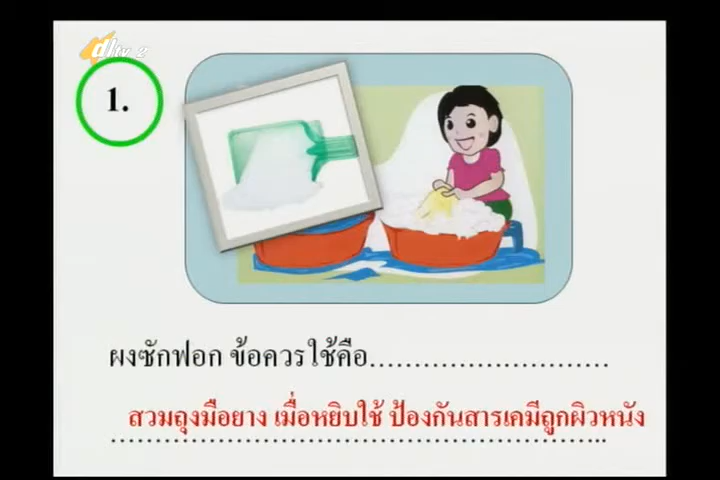 dltv 2
1.
ผงซักฟอก ข้อควรใช้คือ...........................
สวมถุงมือยาง เมื่อหยิบใช้ ป้องกันสารเคมีถูกผิวหนัง